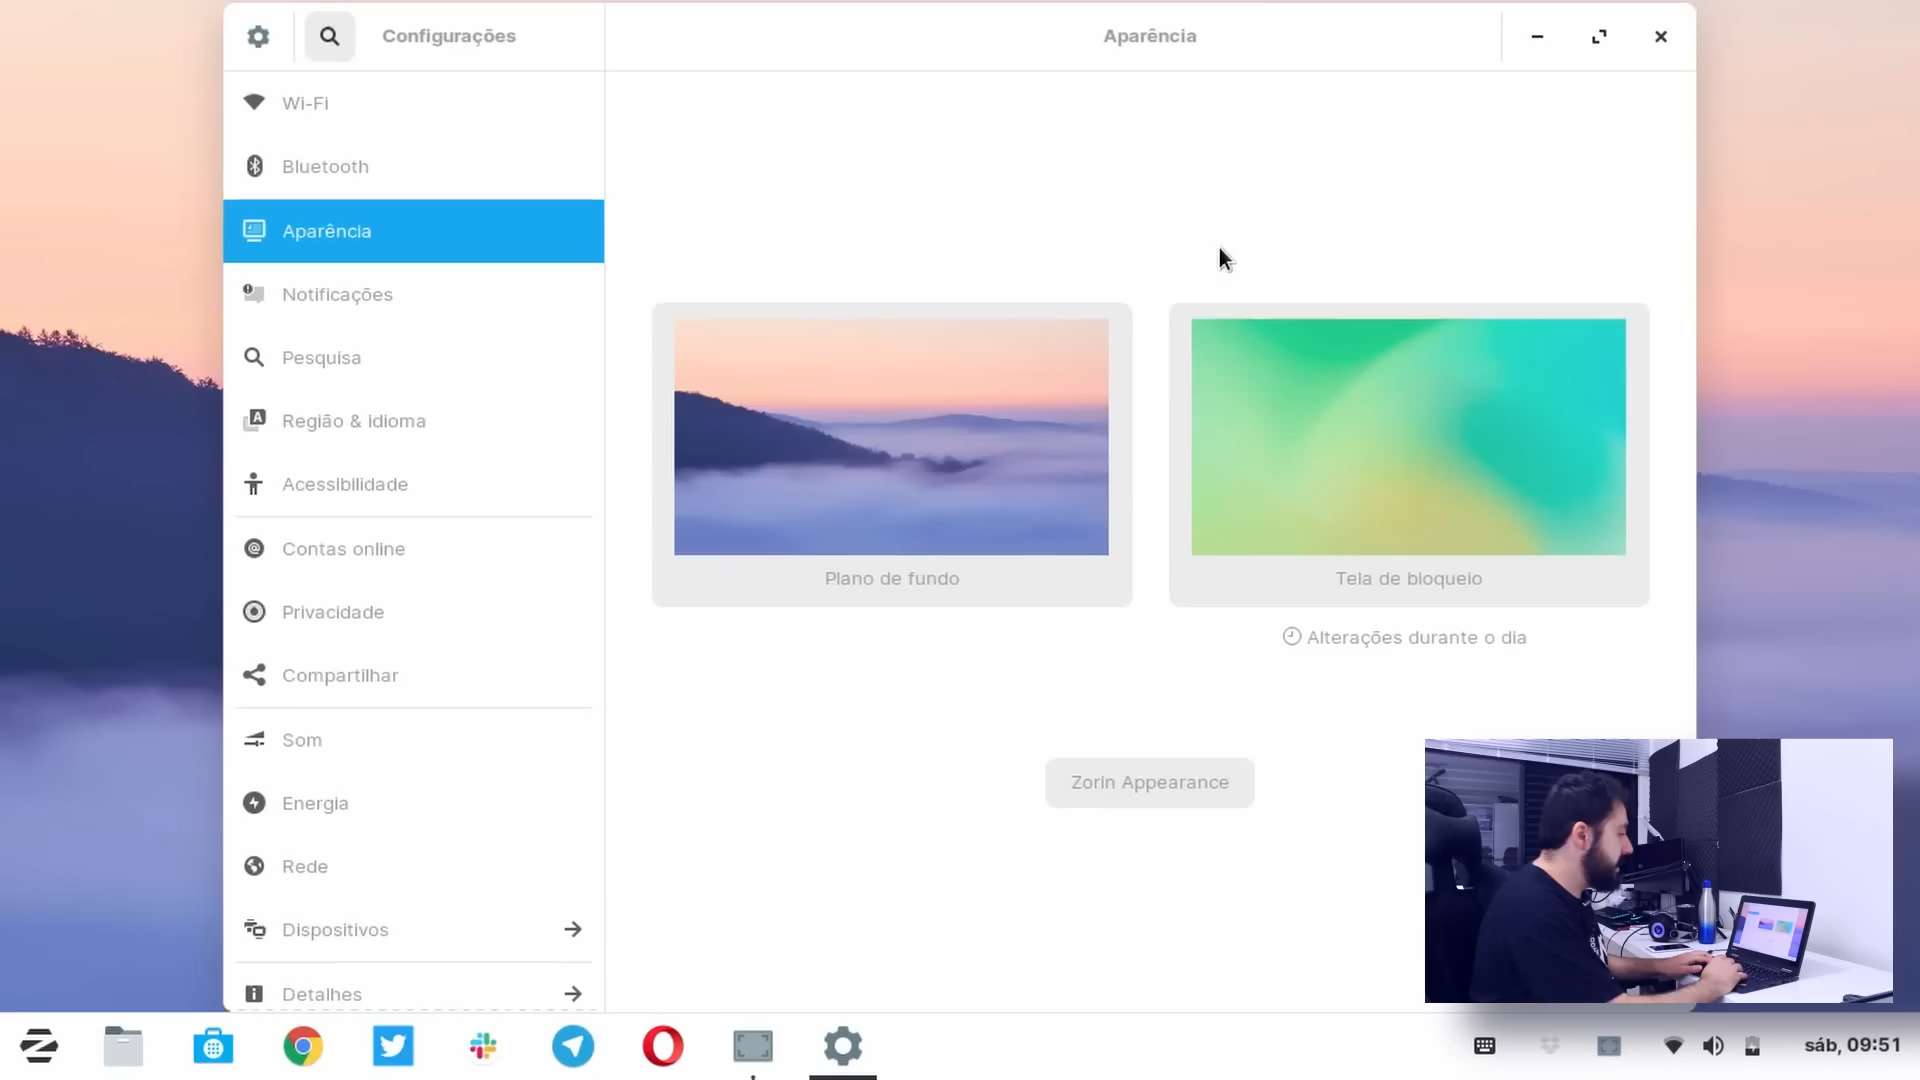 Configurações
Aparência
Wi-Fi
Bluetooth
Aparência
Notificações
Pesquisa
Região & idioma
Acessibilidade
Contas online
Privacidade
Compartilhar
Som
Energia
Rede
Dispositivos
Detalhes
Plano de fundo
Tela de bloqueio
Alterações durante o dia
Zorin Appearance
sáb, 09:51